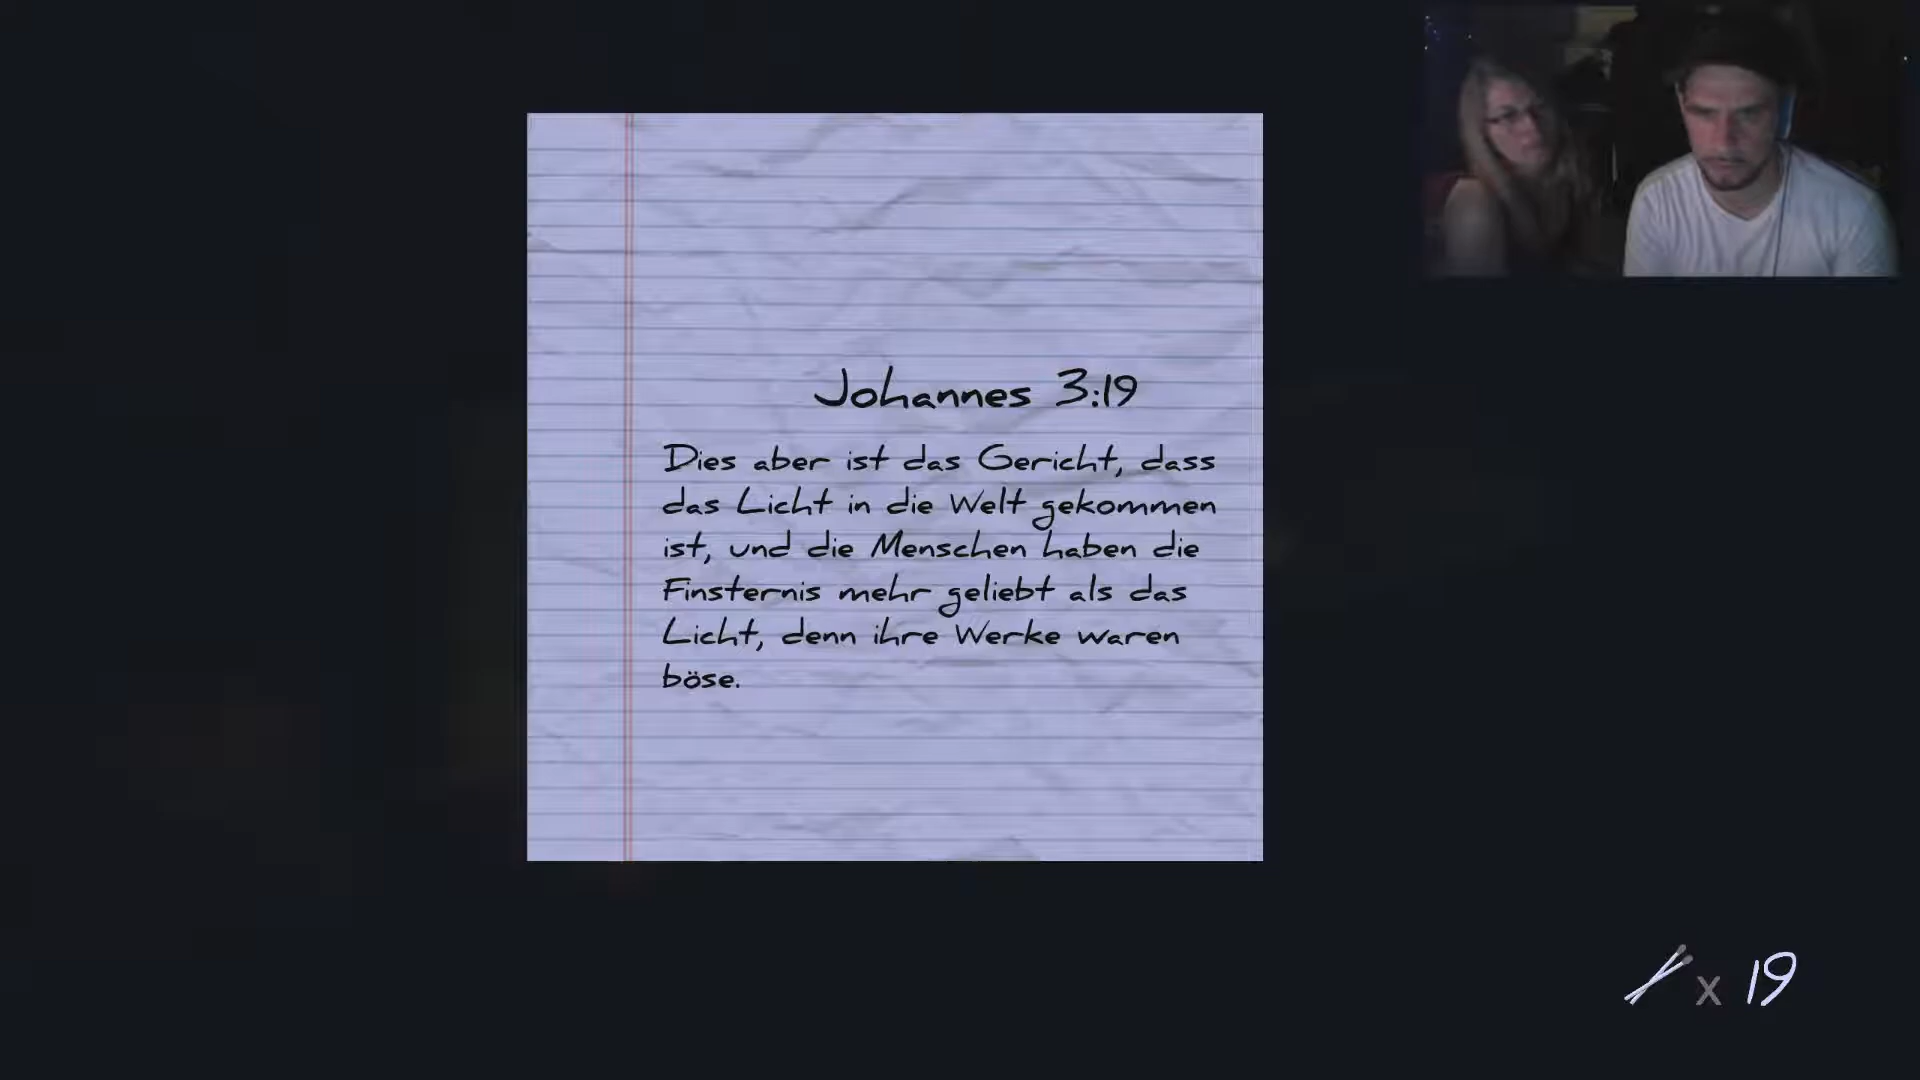 Johannes 3:19
Dies aber ist das Gericht, dass
das Licht in die Welt gekommen
ist, und die Menschen haben die
Finsternis mehr geliebt als das
Licht, denn ihre Werke waren
böse.
x 19